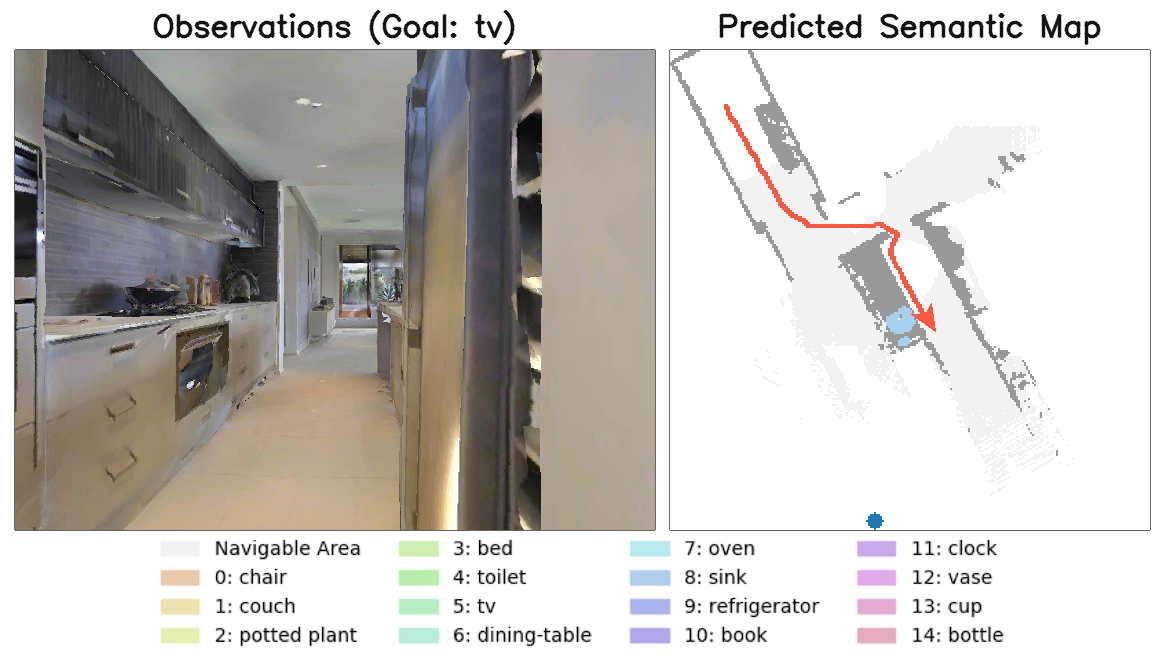 Observations (Goal: tv)
Predicted Semantic Map
Navigable Area
0: chair
1: couch
2: potted plant
3: bed
4: toilet
5: tv
6: dining-table
7: oven
8: sink
9: refrigerator
10: book
11: clock
12: vase
13: cup
14: bottle